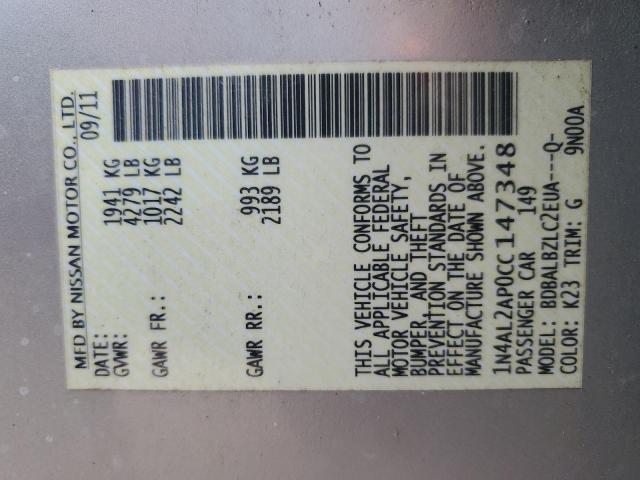 MFD BY NISSAN MOTOR CO., LTD.
DATE: 09/11
GVWR: 1941 KG
4279 LB
GAWR FR.: 1017 KG
2242 LB
GAWR RR.: 993 KG
2189 LB
THIS VEHICLE CONFORMS TO
ALL APPLICABLE FEDERAL
MOTOR VEHICLE SAFETY,
BUMPER, AND THEFT
PREVENTION STANDARDS IN
EFFECT ON THE DATE OF
MANUFACTURE SHOWN ABOVE.
1N4AL2AP0CC147348
PASSENGER CAR 149
MODEL: BDBALBZLC2EUA---Q-
COLOR: K23 TRIM: G 9N00A